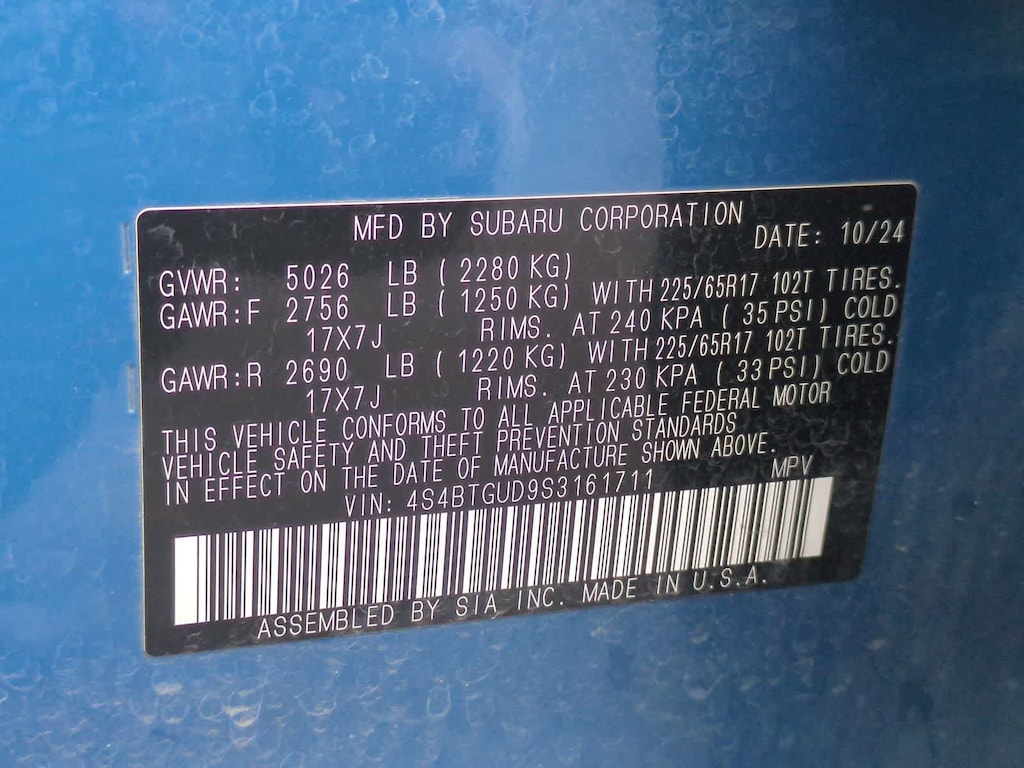 MFD BY SUBARU CORPORATION
DATE: 10/24
GVWR: 5026 LB ( 2280 KG)
GAWR:F 2756 LB ( 1250 KG) WITH 225/65R17 102T TIRES.
17X7J RIMS. AT 240 KPA ( 35 PSI) COLD
GAWR:R 2690 LB ( 1220 KG) WITH 225/65R17 102T TIRES.
17X7J RIMS. AT 230 KPA ( 33 PSI) COLD
THIS VEHICLE CONFORMS TO ALL APPLICABLE FEDERAL MOTOR
VEHICLE SAFETY AND THEFT PREVENTION STANDARDS
IN EFFECT ON THE DATE OF MANUFACTURE SHOWN ABOVE.
VIN: 4S4BTGUD9S3161711 MPV
ASSEMBLED BY SIA INC. MADE IN U.S.A.